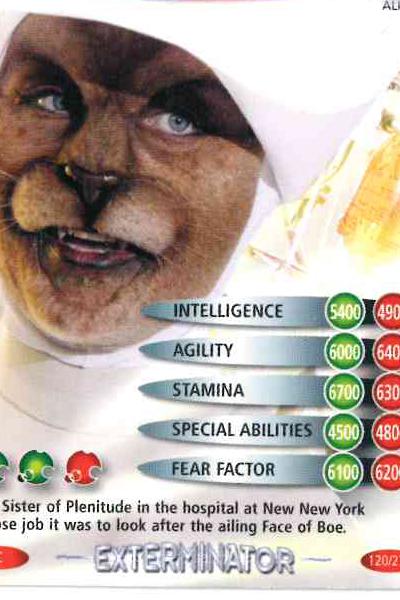 ALI
INTELLIGENCE 5400 490
AGILITY 6000 640
STAMINA 6700 630
SPECIAL ABILITIES 4500 480
FEAR FACTOR 6100 620
Sister of Plenitude in the hospital at New New York
se job it was to look after the ailing Face of Boe.
EXTERMINATOR 120/2